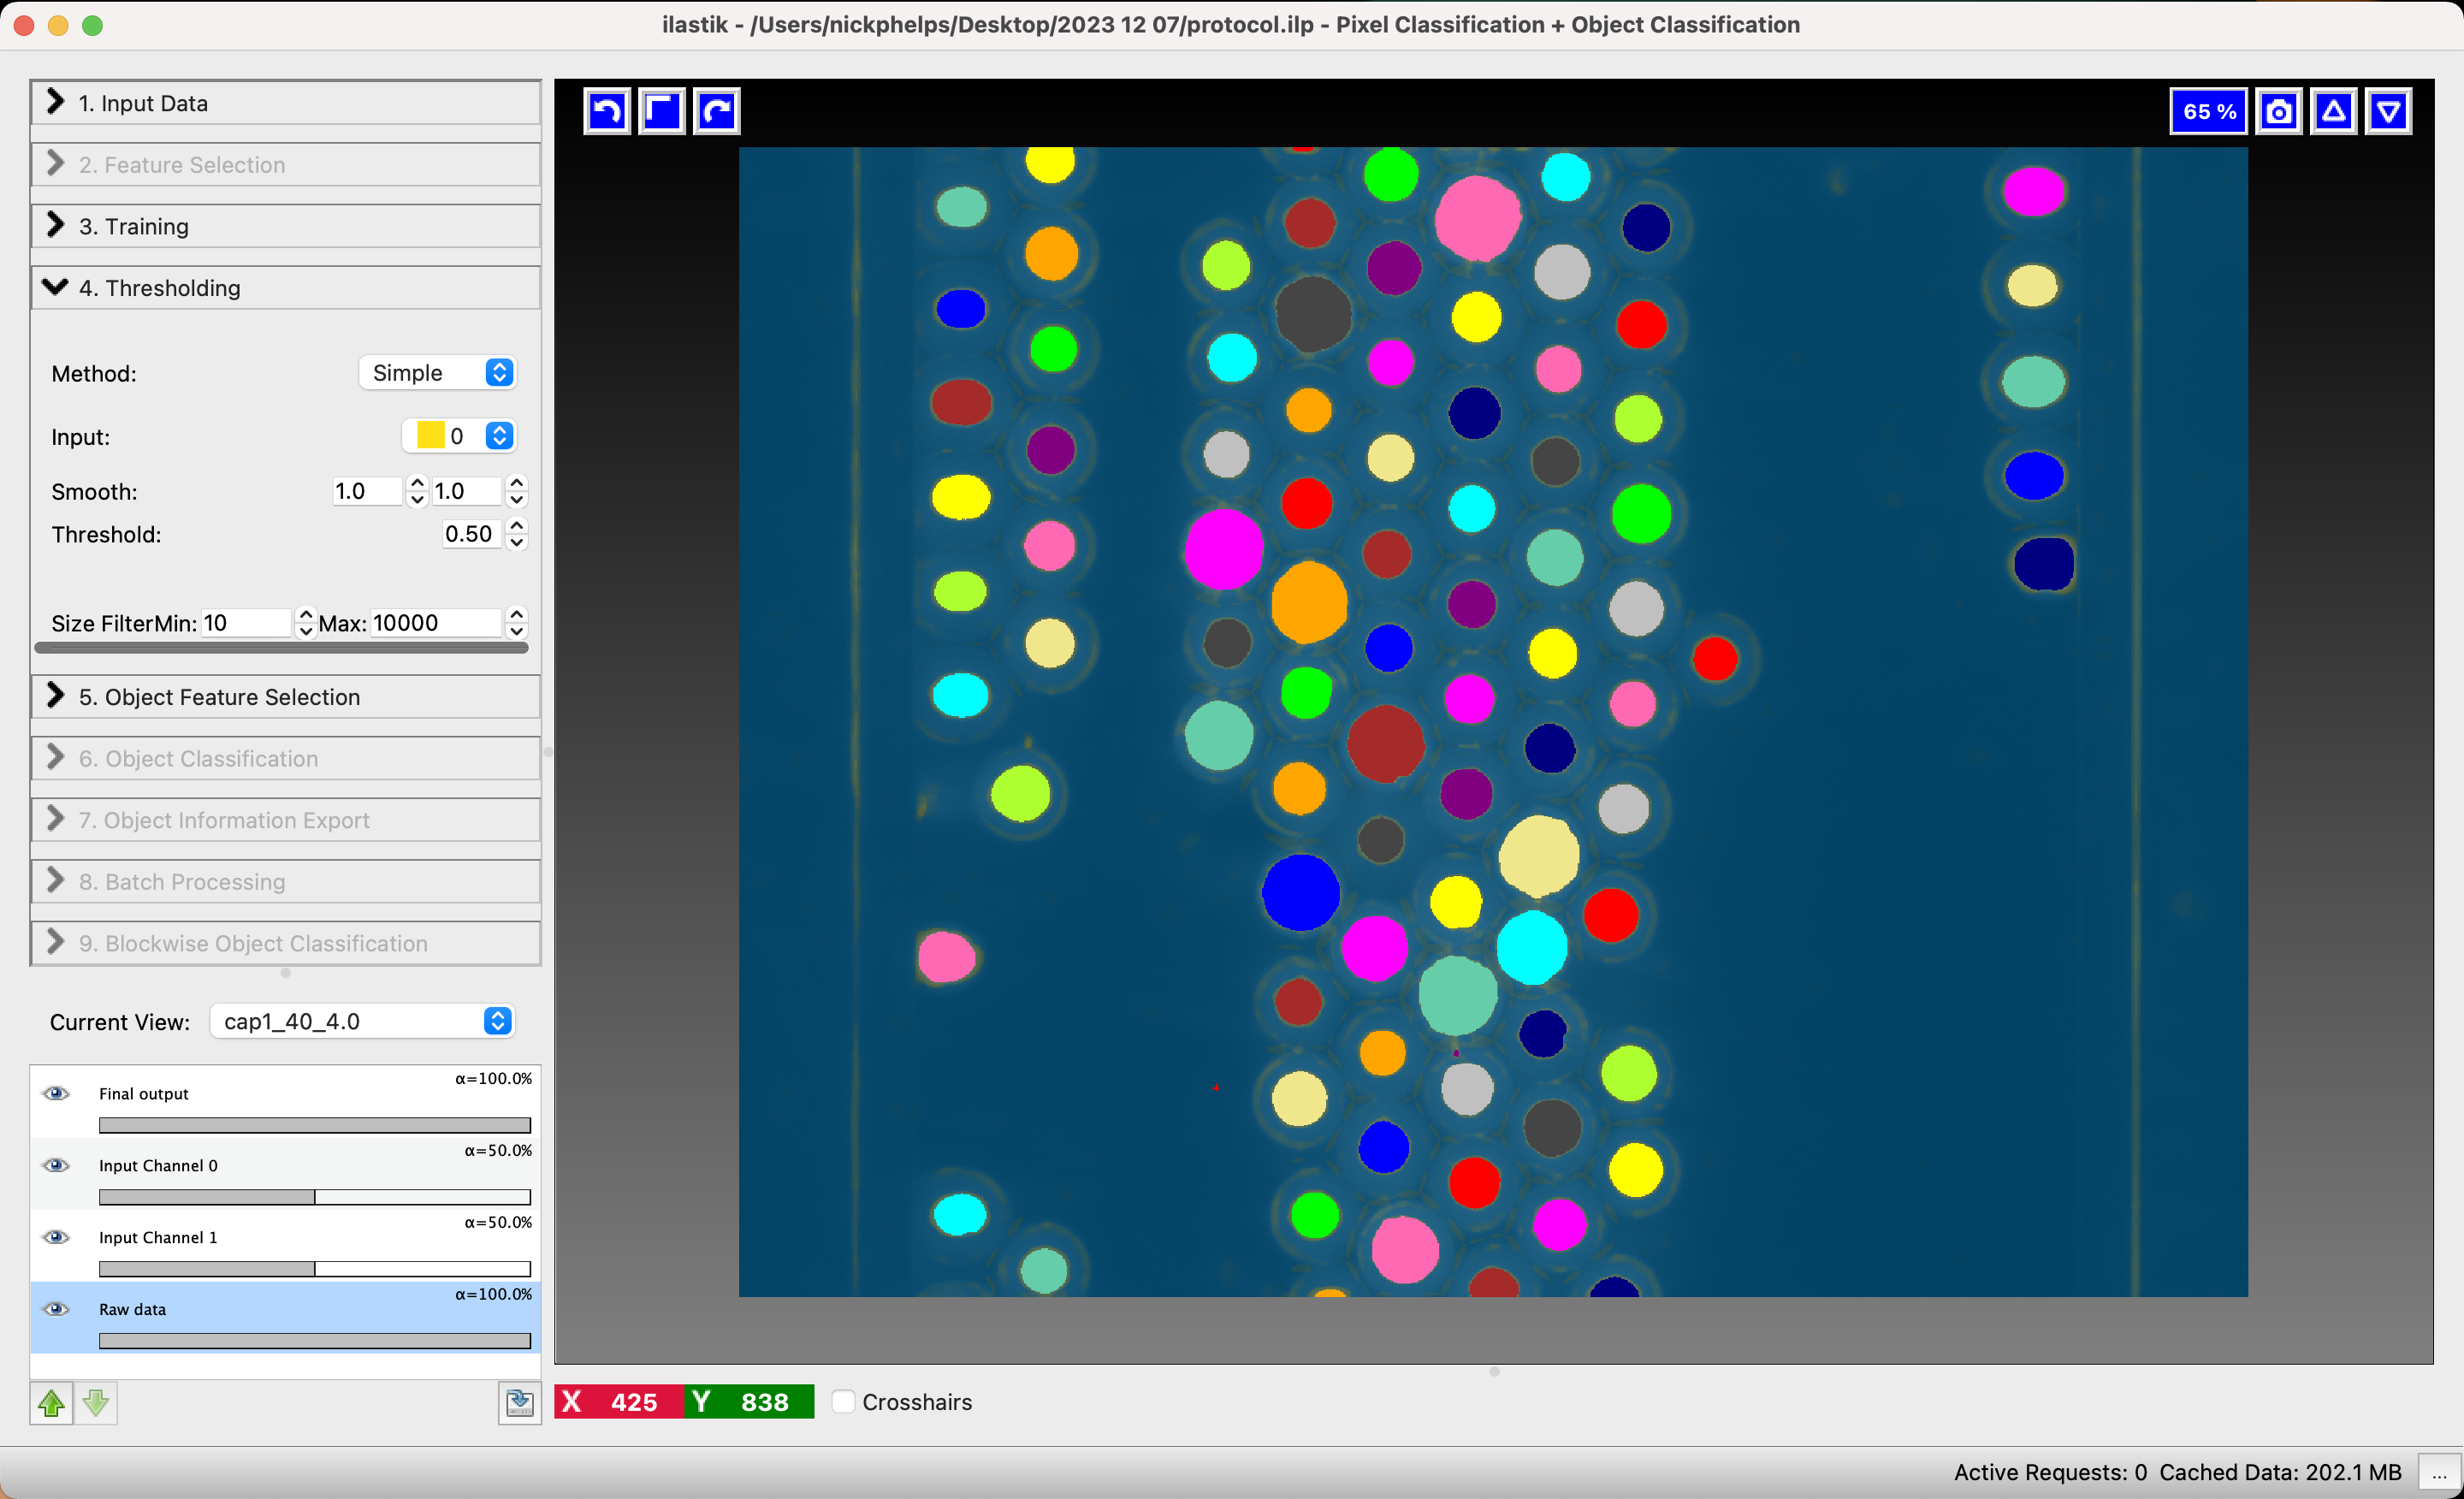 ilastik - /Users/nickphelps/Desktop/2023 12 07/protocol.ilp - Pixel Classification + Object Classification
1. Input Data
2. Feature Selection
3. Training
4. Thresholding
Method: Simple
Input: 0
Smooth: 1.0 1.0
Threshold: 0.50
Size FilterMin: 10 Max: 10000
5. Object Feature Selection
6. Object Classification
7. Object Information Export
8. Batch Processing
9. Blockwise Object Classification
Current View: cap1_40_4.0
α=100.0%
Final output
α=50.0%
Input Channel 0
α=50.0%
Input Channel 1
α=100.0%
Raw data
65 %
X 425 Y 838 Crosshairs
Active Requests: 0 Cached Data: 202.1 MB ...